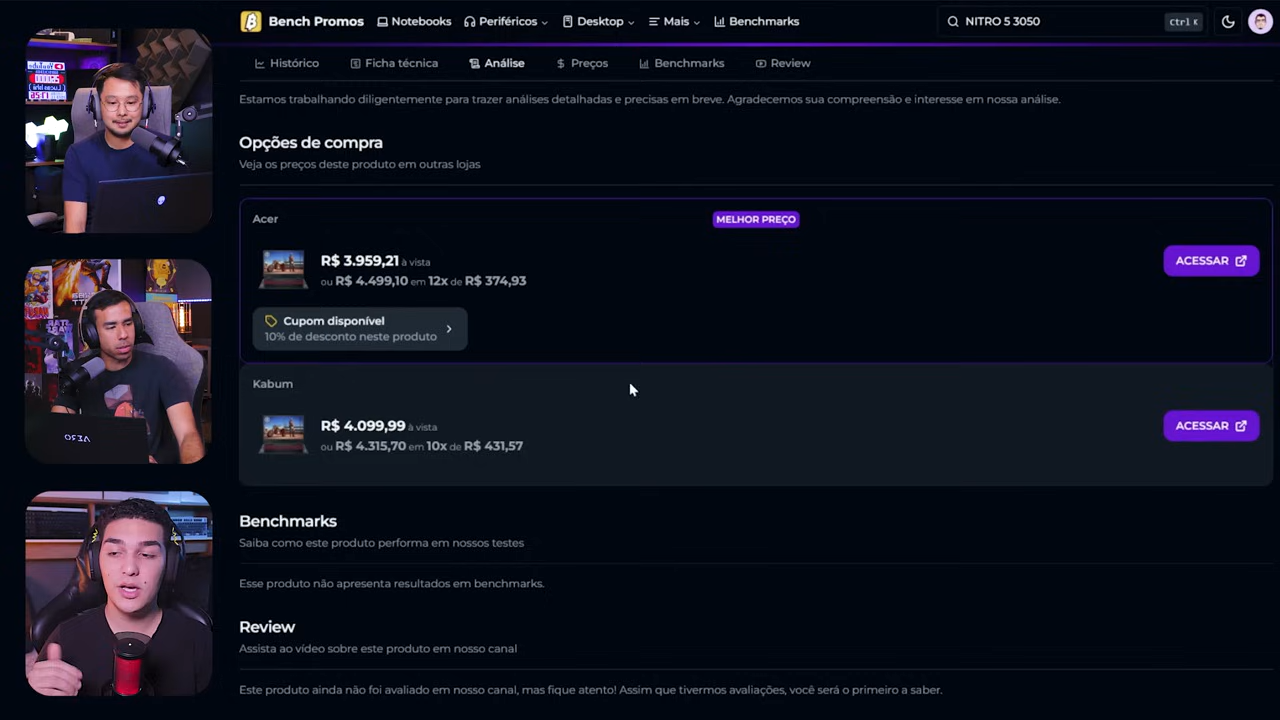 Bench Promos
Notebooks
Periféricos
Desktop
Mais
Benchmarks
NITRO 5 3050
Ctrl K
Histórico
Ficha técnica
Análise
Preços
Benchmarks
Review
Estamos trabalhando diligentemente para trazer análises detalhadas e precisas em breve. Agradecemos sua compreensão e interesse em nossa análise.
Opções de compra
Veja os preços deste produto em outras lojas
Acer
MELHOR PREÇO
R$ 3.959,21 à vista
ou R$ 4.499,10 em 12x de R$ 374,93
ACESSAR
Cupom disponível
10% de desconto neste produto
Kabum
R$ 4.099,99 à vista
ou R$ 4.315,70 em 10x de R$ 431,57
ACESSAR
Benchmarks
Saiba como este produto performa em nossos testes
Esse produto não apresenta resultados em benchmarks.
Review
Assista ao vídeo sobre este produto em nosso canal
Este produto ainda não foi avaliado em nosso canal, mas fique atento! Assim que tivermos avaliações, você será o primeiro a saber.
AERO